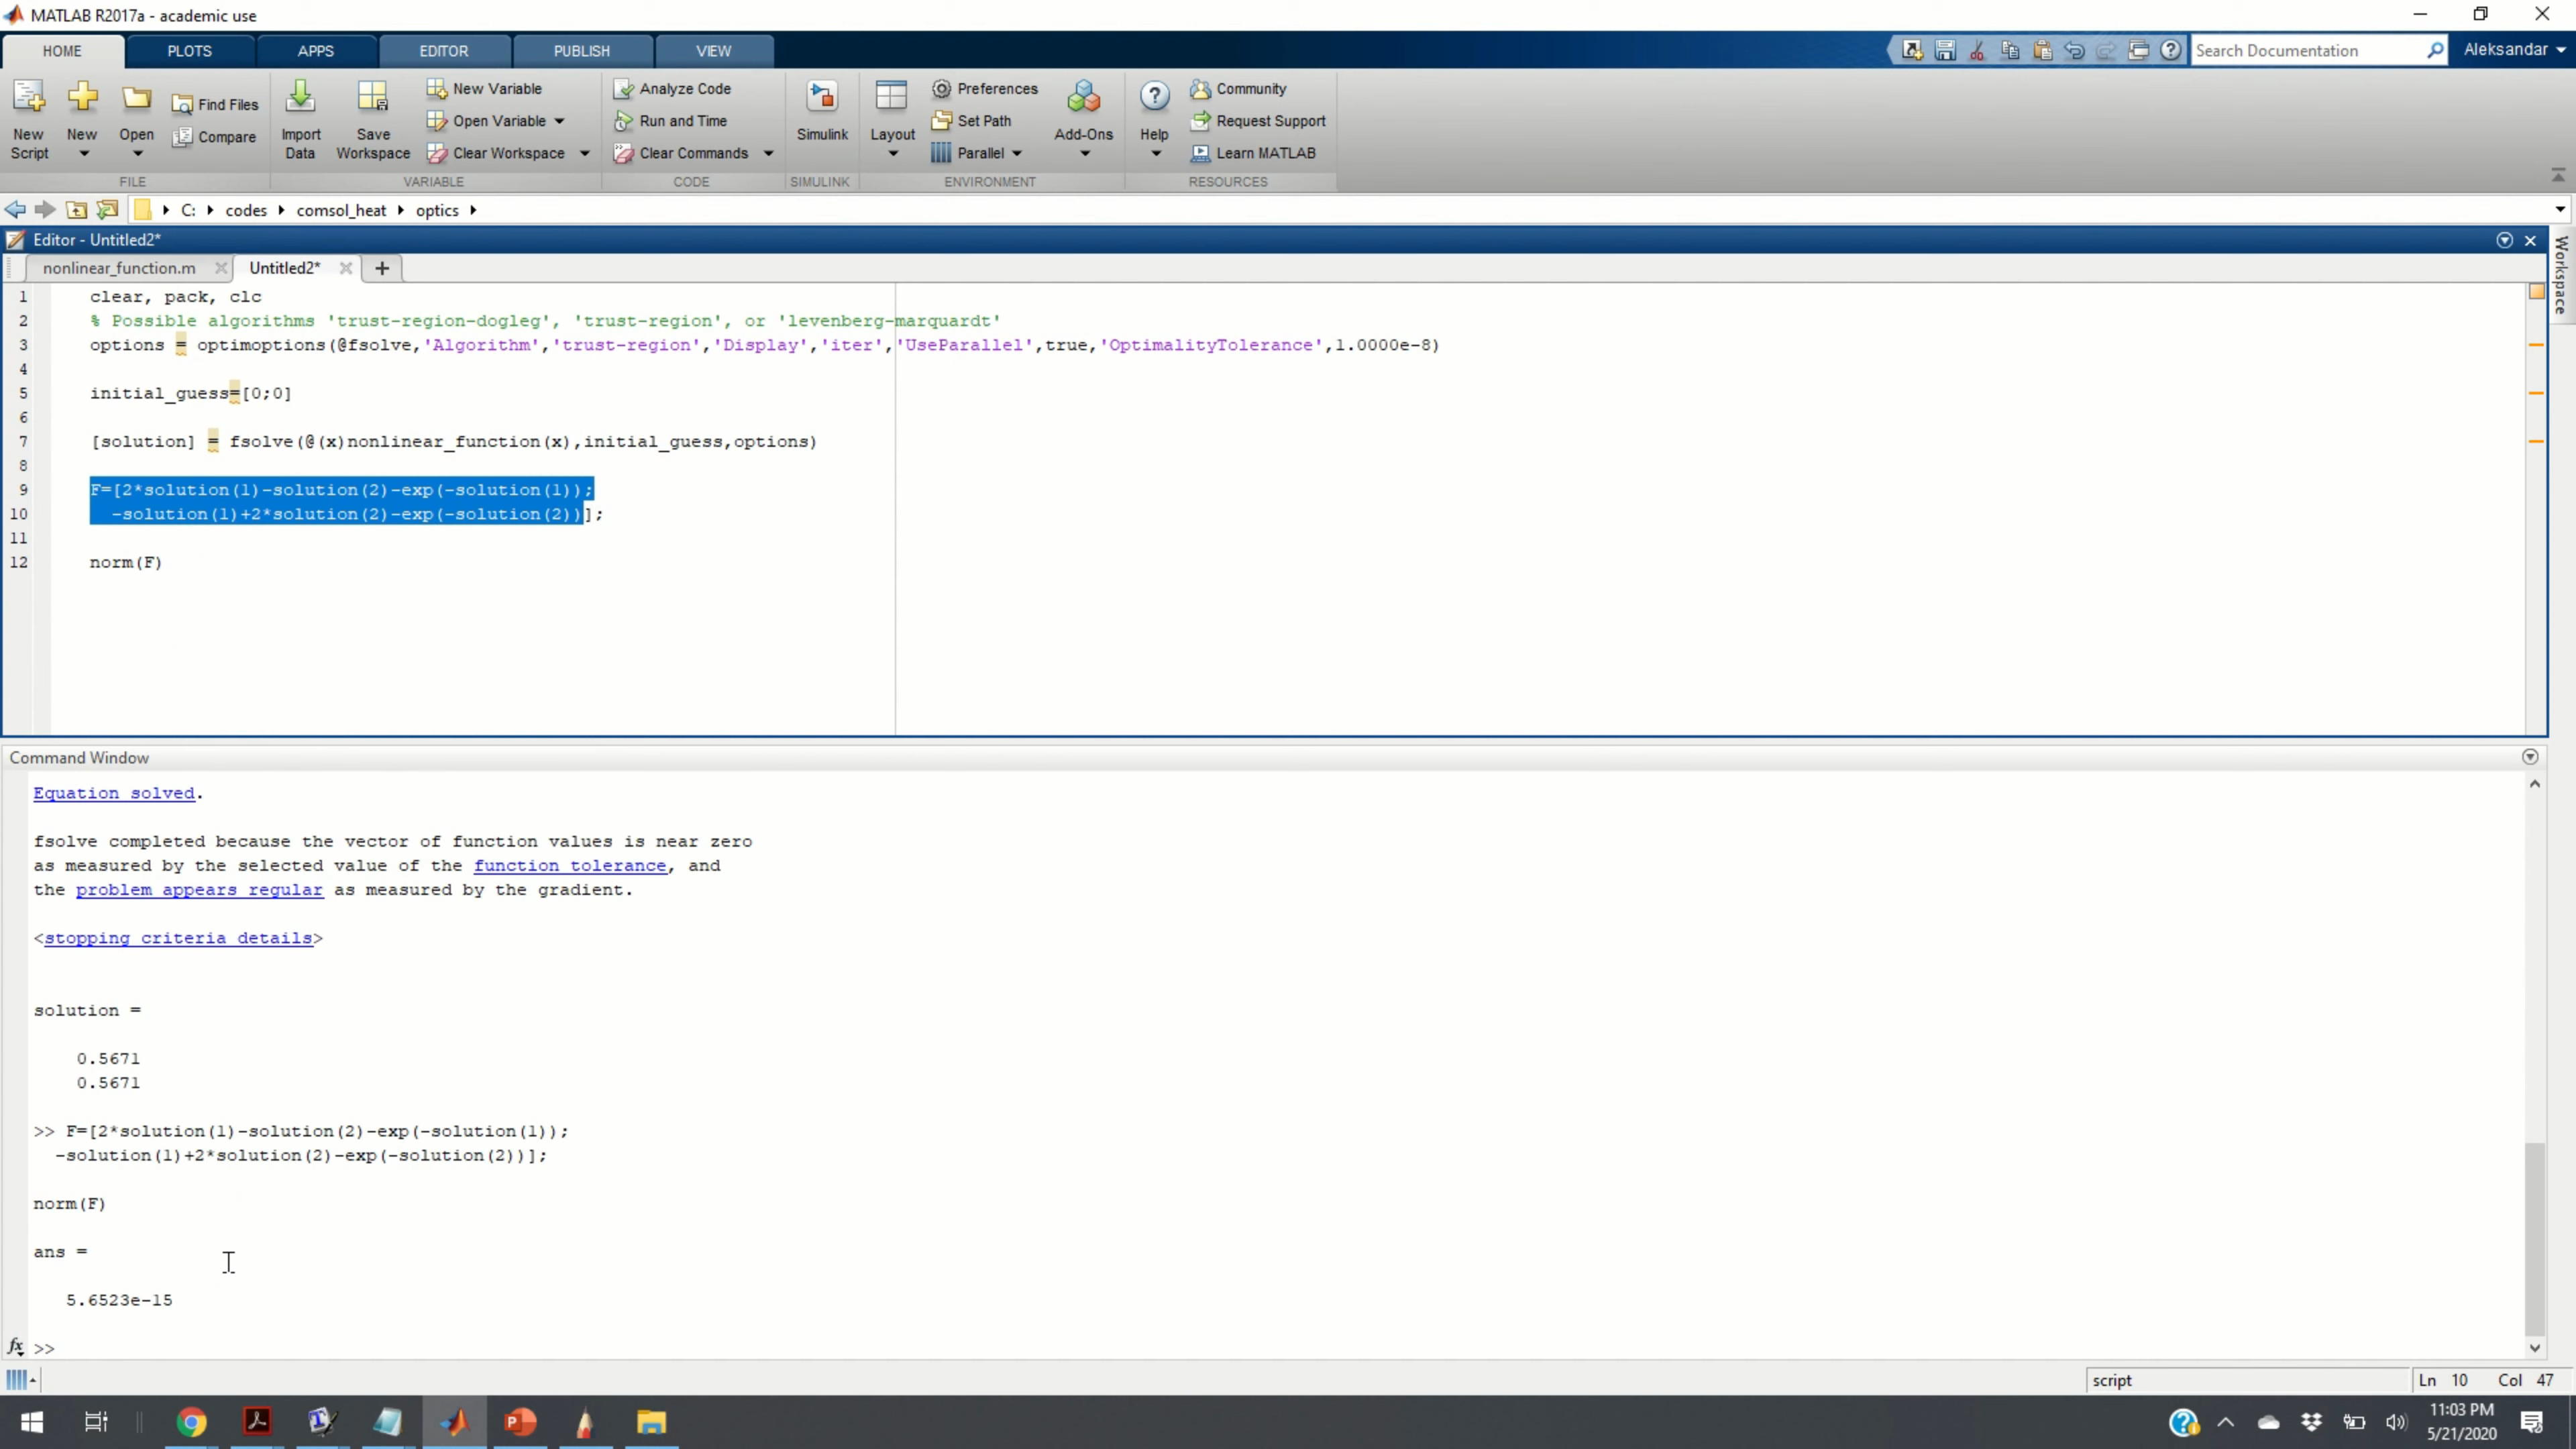 MATLAB R2017a - academic use
HOME PLOTS APPS EDITOR PUBLISH VIEW
Search Documentation Aleksandar
New Script
New
Open
Find Files
Compare
FILE
Import Data
Save Workspace
New Variable
Open Variable
Clear Workspace
VARIABLE
Analyze Code
Run and Time
Clear Commands
CODE
Simulink
SIMULINK
Layout
Preferences
Set Path
Parallel
Add-Ons
ENVIRONMENT
Help
Community
Request Support
Learn MATLAB
RESOURCES
C: codes comsol_heat optics
Editor - Untitled2*
Workspace
nonlinear_function.m Untitled2* +
1 clear, pack, clc
2 % Possible algorithms 'trust-region-dogleg', 'trust-region', or 'levenberg-marquardt'
3 options = optimoptions(@fsolve,'Algorithm','trust-region','Display','iter','UseParallel',true,'OptimalityTolerance',1.0000e-8)
4
5 initial_guess=[0;0]
6
7 [solution] = fsolve(@(x)nonlinear_function(x),initial_guess,options)
8
9 F=[2*solution(1)-solution(2)-exp(-solution(1));
10 -solution(1)+2*solution(2)-exp(-solution(2))];
11
12 norm(F)
Command Window
Equation solved.
fsolve completed because the vector of function values is near zero
as measured by the selected value of the function tolerance, and
the problem appears regular as measured by the gradient.
<stopping criteria details>
solution =
0.5671
0.5671
>> F=[2*solution(1)-solution(2)-exp(-solution(1));
-solution(1)+2*solution(2)-exp(-solution(2))];
norm(F)
ans =
5.6523e-15
fx >>
script Ln 10 Col 47
11:03 PM
5/21/2020